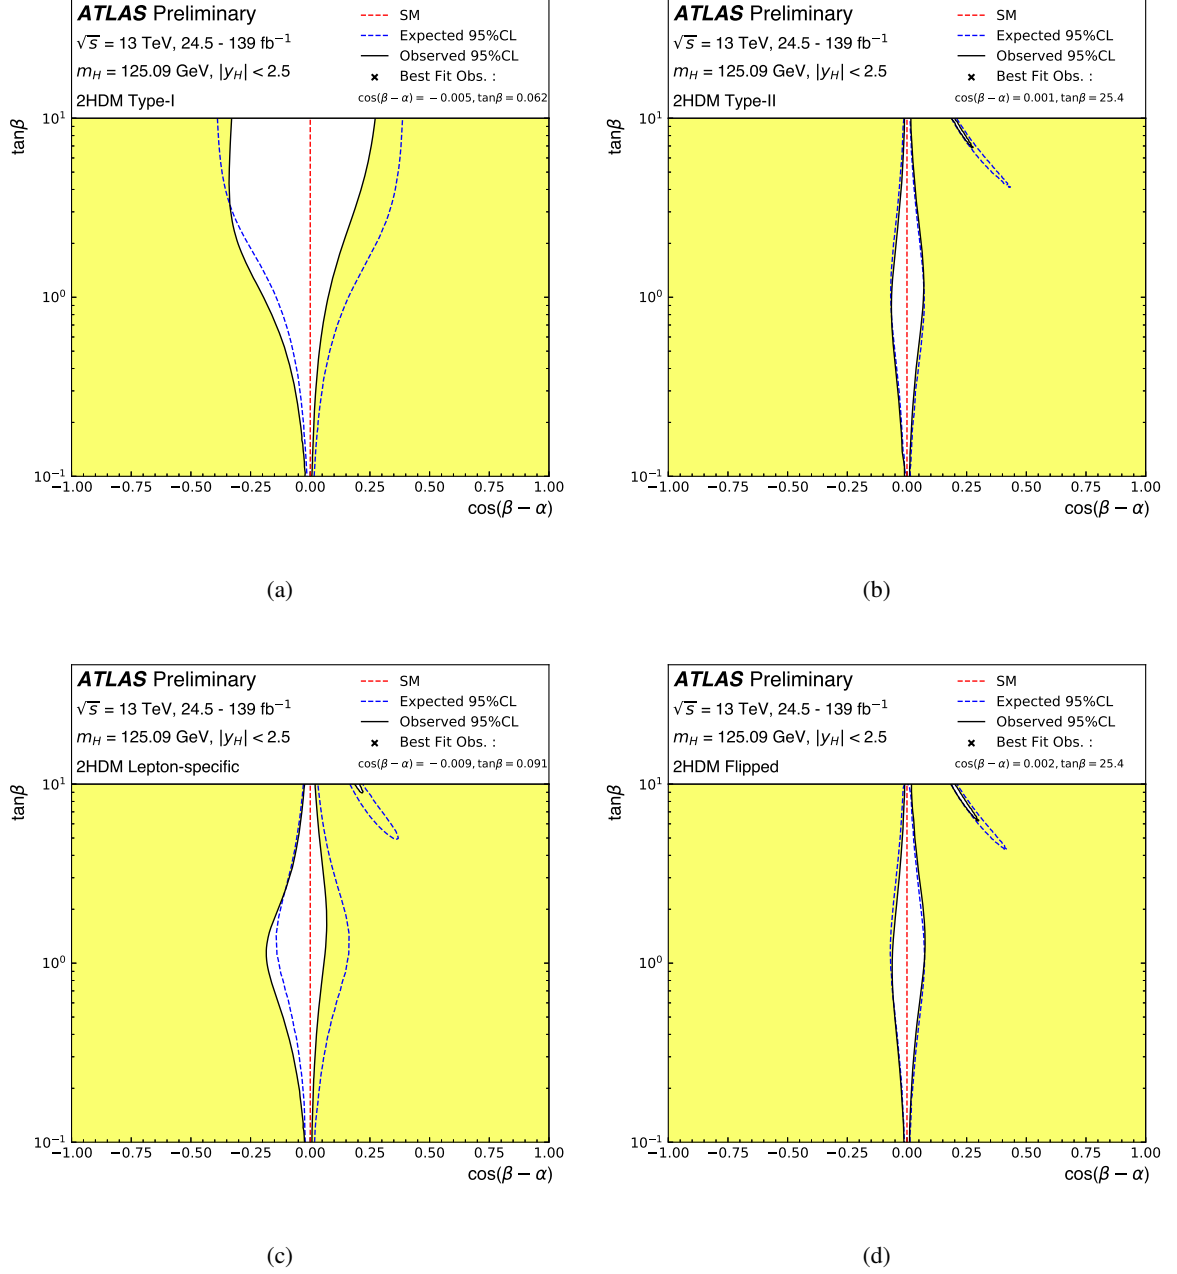 ATLAS Preliminary
√s = 13 TeV, 24.5 - 139 fb⁻¹
m_H = 125.09 GeV, |y_H| < 2.5
2HDM Type-I
SM
Expected 95%CL
Observed 95%CL
Best Fit Obs. :
cos(β − α) = −0.005, tanβ = 0.062
tanβ
10¹
10⁰
10⁻¹
−1.00 −0.75 −0.50 −0.25 0.00 0.25 0.50 0.75 1.00
cos(β − α)
(a)
ATLAS Preliminary
√s = 13 TeV, 24.5 - 139 fb⁻¹
m_H = 125.09 GeV, |y_H| < 2.5
2HDM Type-II
SM
Expected 95%CL
Observed 95%CL
Best Fit Obs. :
cos(β − α) = 0.001, tanβ = 25.4
tanβ
10¹
10⁰
10⁻¹
−1.00 −0.75 −0.50 −0.25 0.00 0.25 0.50 0.75 1.00
cos(β − α)
(b)
ATLAS Preliminary
√s = 13 TeV, 24.5 - 139 fb⁻¹
m_H = 125.09 GeV, |y_H| < 2.5
2HDM Lepton-specific
SM
Expected 95%CL
Observed 95%CL
Best Fit Obs. :
cos(β − α) = −0.009, tanβ = 0.091
tanβ
10¹
10⁰
10⁻¹
−1.00 −0.75 −0.50 −0.25 0.00 0.25 0.50 0.75 1.00
cos(β − α)
(c)
ATLAS Preliminary
√s = 13 TeV, 24.5 - 139 fb⁻¹
m_H = 125.09 GeV, |y_H| < 2.5
2HDM Flipped
SM
Expected 95%CL
Observed 95%CL
Best Fit Obs. :
cos(β − α) = 0.002, tanβ = 25.4
tanβ
10¹
10⁰
10⁻¹
−1.00 −0.75 −0.50 −0.25 0.00 0.25 0.50 0.75 1.00
cos(β − α)
(d)